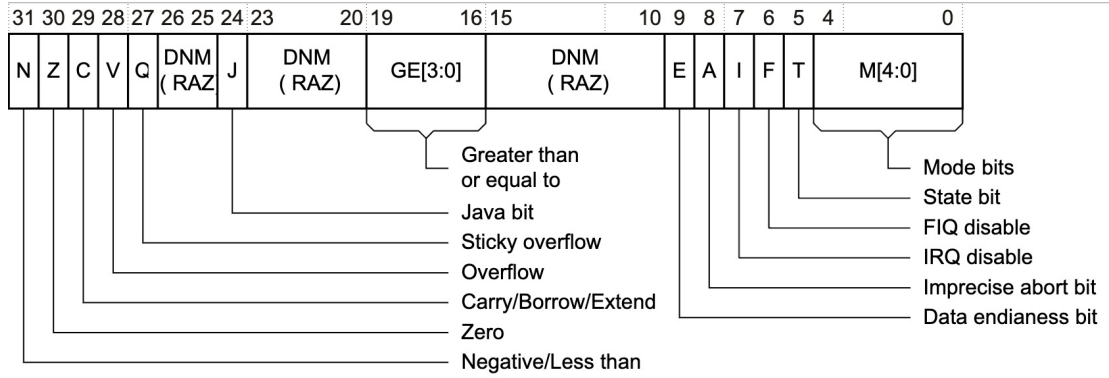 31 30 29 28 27 26 25 24 23 20 19 16 15 10 9 8 7 6 5 4 0
N Z C V Q DNM ( RAZ J DNM ( RAZ) GE[3:0] DNM ( RAZ) E A I F T M[4:0]
Greater than
or equal to
Java bit
Sticky overflow
Overflow
Carry/Borrow/Extend
Zero
Negative/Less than
Mode bits
State bit
FIQ disable
IRQ disable
Imprecise abort bit
Data endianess bit